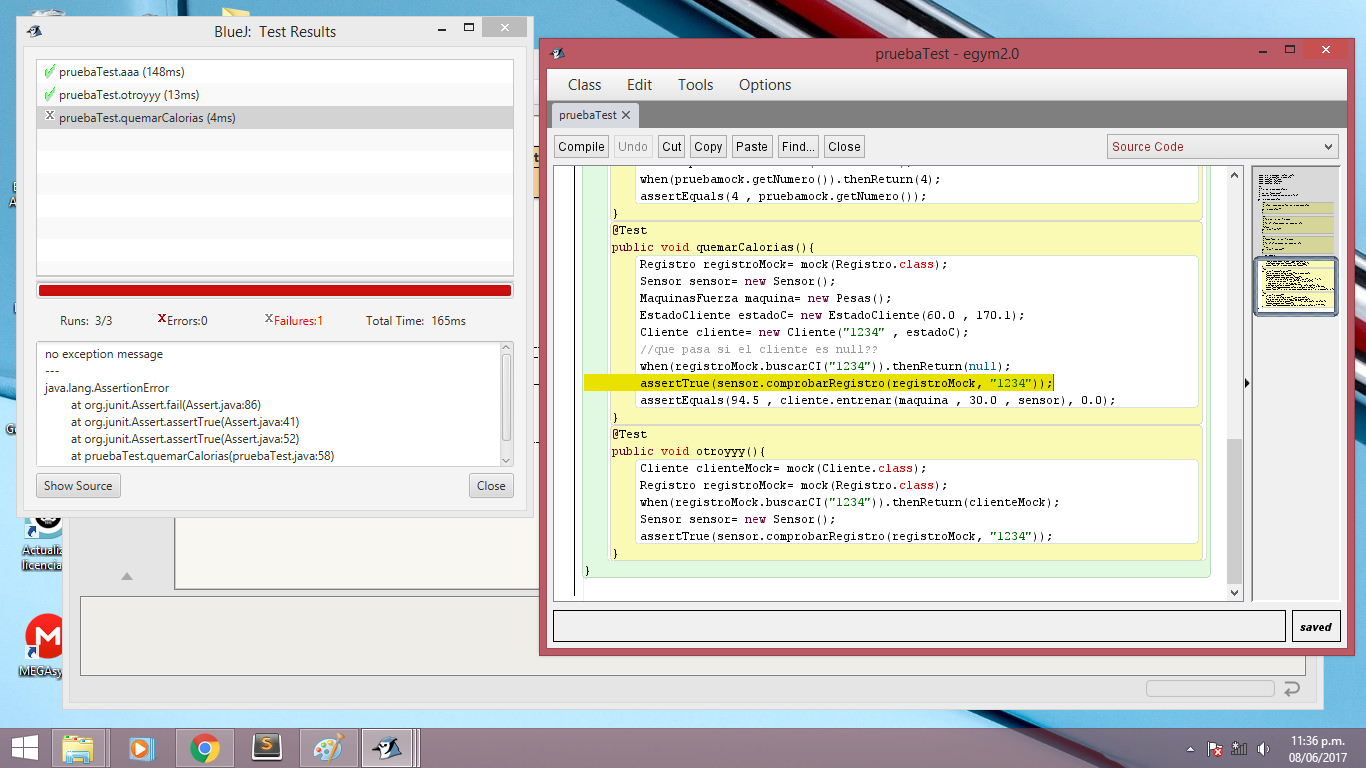 BlueJ: Test Results
pruebaTest.aaa (148ms)
pruebaTest.otroyyy (13ms)
pruebaTest.quemarCalorias (4ms)
Runs: 3/3
Errors:0
Failures:1
Total Time: 165ms
no exception message
---
java.lang.AssertionError
at org.junit.Assert.fail(Assert.java:86)
at org.junit.Assert.assertTrue(Assert.java:41)
at org.junit.Assert.assertTrue(Assert.java:52)
at pruebaTest.quemarCalorias(pruebaTest.java:58)
Show Source
Close
pruebaTest - egym2.0
Class Edit Tools Options
pruebaTest
Compile Undo Cut Copy Paste Find... Close
Source Code
when(pruebamock.getNumero()).thenReturn(4);
assertEquals(4 , pruebamock.getNumero());
}
@Test
public void quemarCalorias(){
Registro registroMock= mock(Registro.class);
Sensor sensor= new Sensor();
MaquinasFuerza maquina= new Pesas();
EstadoCliente estadoC= new EstadoCliente(60.0 , 170.1);
Cliente cliente= new Cliente("1234" , estadoC);
//que pasa si el cliente es null??
when(registroMock.buscarCI("1234")).thenReturn(null);
assertTrue(sensor.comprobarRegistro(registroMock, "1234"));
assertEquals(94.5 , cliente.entrenar(maquina , 30.0 , sensor), 0.0);
}
@Test
public void otroyyy(){
Cliente clienteMock= mock(Cliente.class);
Registro registroMock= mock(Registro.class);
when(registroMock.buscarCI("1234")).thenReturn(clienteMock);
Sensor sensor= new Sensor();
assertTrue(sensor.comprobarRegistro(registroMock, "1234"));
}
}
saved
Actualiz
licencia
MEGAsy
11:36 p.m.
08/06/2017